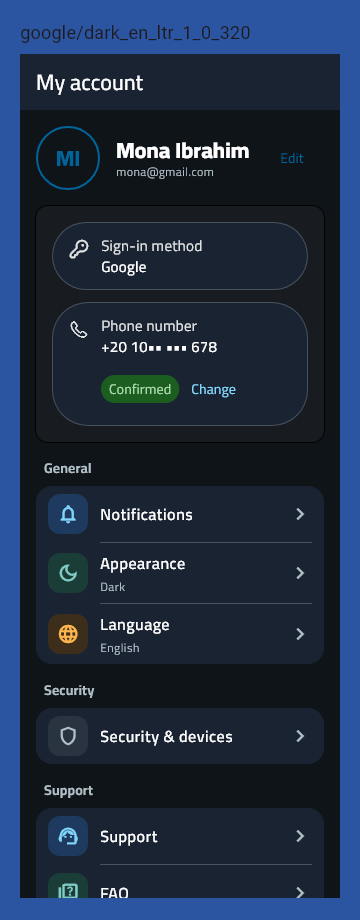 google/dark_en_ltr_1_0_320
My account
MI
Mona Ibrahim
Edit
mona@gmail.com
Sign-in method
Google
Phone number
+20 10▪▪ ▪▪▪ 678
Confirmed
Change
General
Notifications
Appearance
Dark
Language
English
Security
Security & devices
Support
Support
FAQ